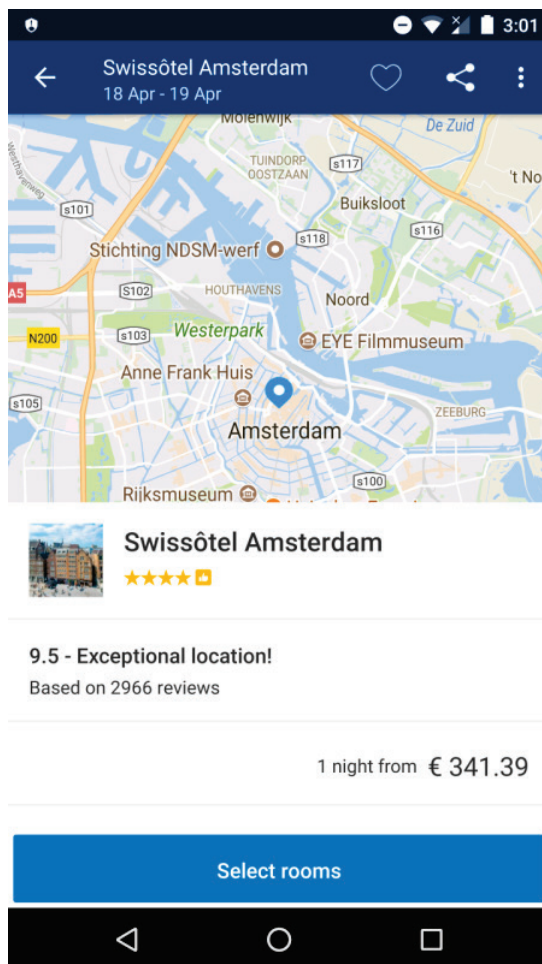 3:01
Swissôtel Amsterdam
18 Apr - 19 Apr
Molenwijk
De Zuid
Westhavenweg
TUINDORP
OOSTZAAN
s117
't No
Buiksloot
s101
s118
s116
Stichting NDSM-werf
A5
S102
HOUTHAVENS
Noord
N200
s103
Westerpark
EYE Filmmuseum
Anne Frank Huis
s105
ZEEBURG
Amsterdam
s100
Rijksmuseum
Swissôtel Amsterdam
9.5 - Exceptional location!
Based on 2966 reviews
1 night from € 341.39
Select rooms